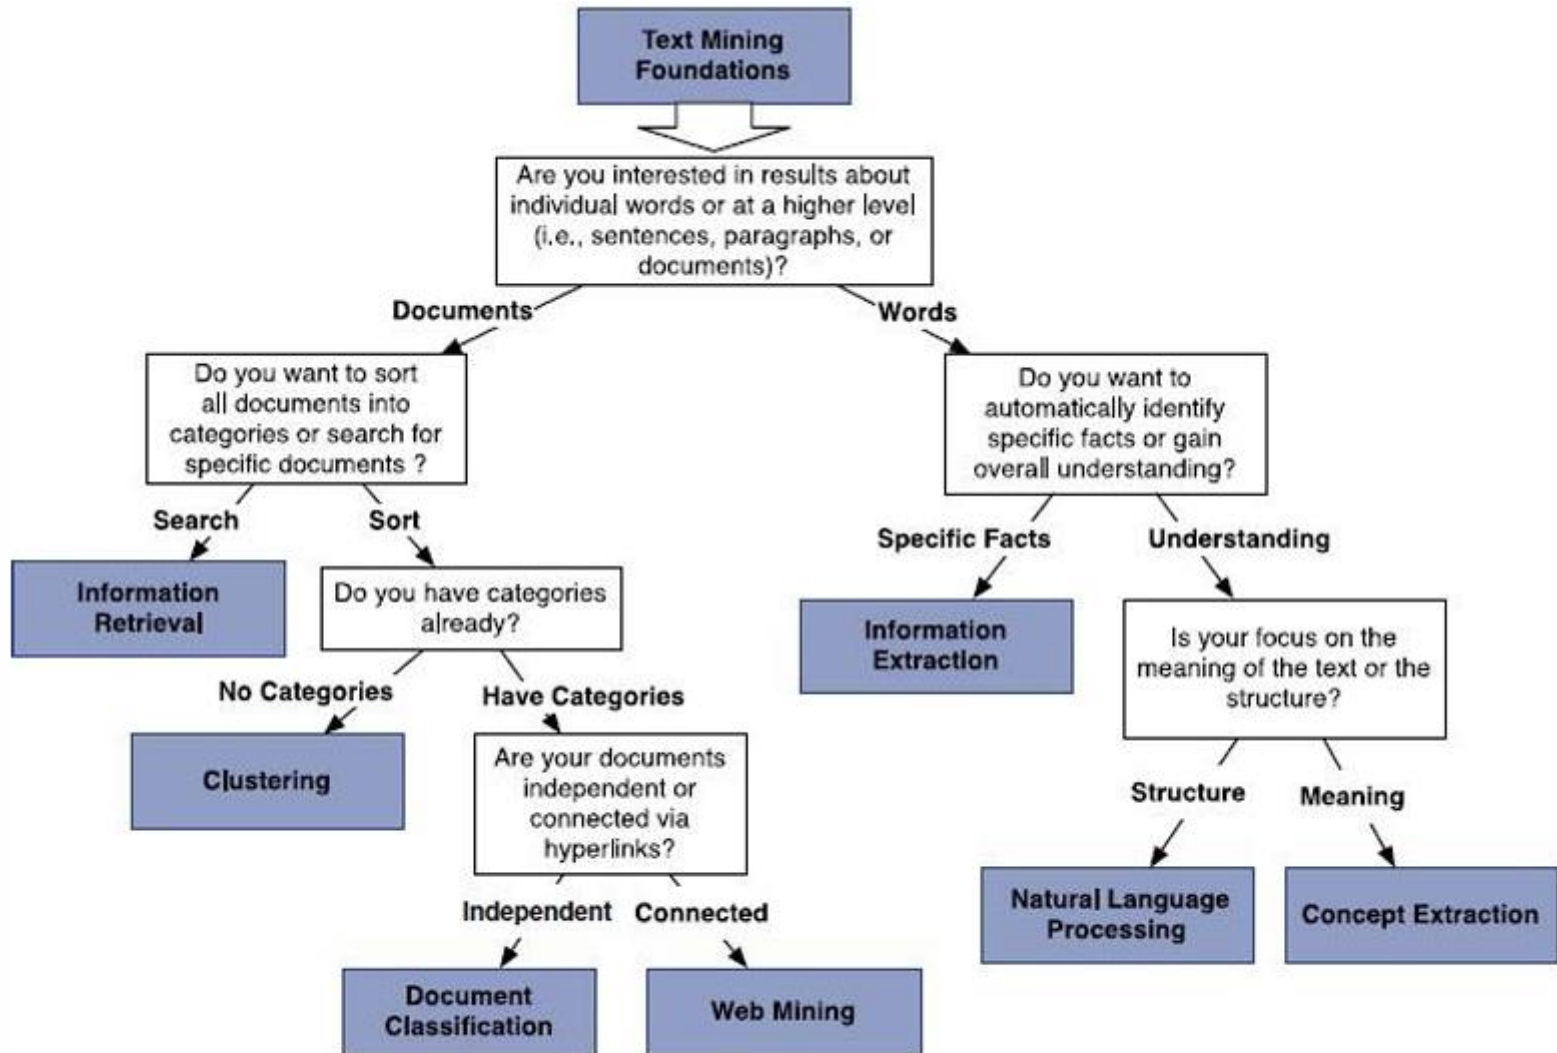 Text Mining
Foundations
Are you interested in results about
individual words or at a higher level
(i.e., sentences, paragraphs, or
documents)?
Documents
Words
Do you want to sort
all documents into
categories or search for
specific documents ?
Do you want to
automatically identify
specific facts or gain
overall understanding?
Search
Sort
Specific Facts
Understanding
Information
Retrieval
Do you have categories
already?
Information
Extraction
Is your focus on the
meaning of the text or the
structure?
No Categories
Have Categories
Clustering
Are your documents
independent or
connected via
hyperlinks?
Structure
Meaning
Independent
Connected
Natural Language
Processing
Concept Extraction
Document
Classification
Web Mining